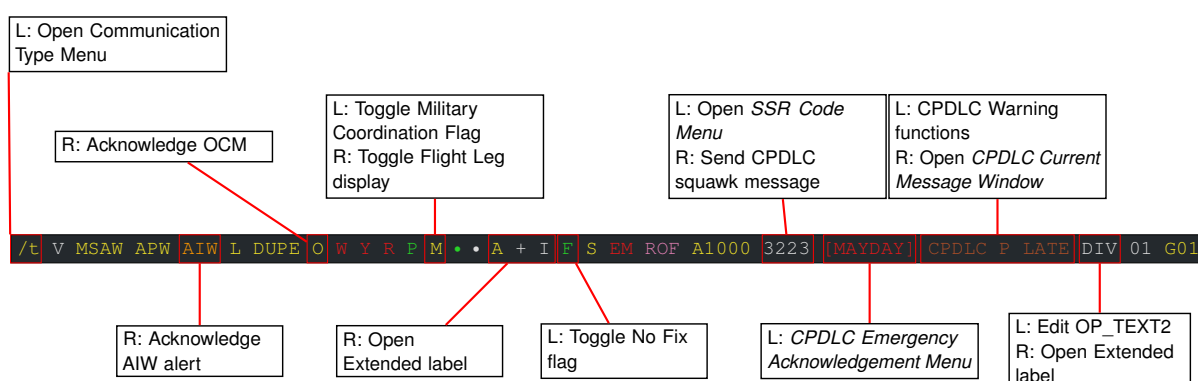 L: Open Communication
Type Menu
R: Acknowledge OCM
L: Toggle Military
Coordination Flag
R: Toggle Flight Leg
display
L: Open SSR Code
Menu
R: Send CPDLC
squawk message
L: CPDLC Warning
functions
R: Open CPDLC Current
Message Window
/t V MSAW APW AIW L DUPE O W Y R P M • • A + I F S EM ROF A1000 3223 [MAYDAY] CPDLC P LATE DIV 01 G01
R: Acknowledge
AIW alert
R: Open
Extended label
L: Toggle No Fix
flag
L: CPDLC Emergency
Acknowledgement Menu
L: Edit OP_TEXT2
R: Open Extended
label